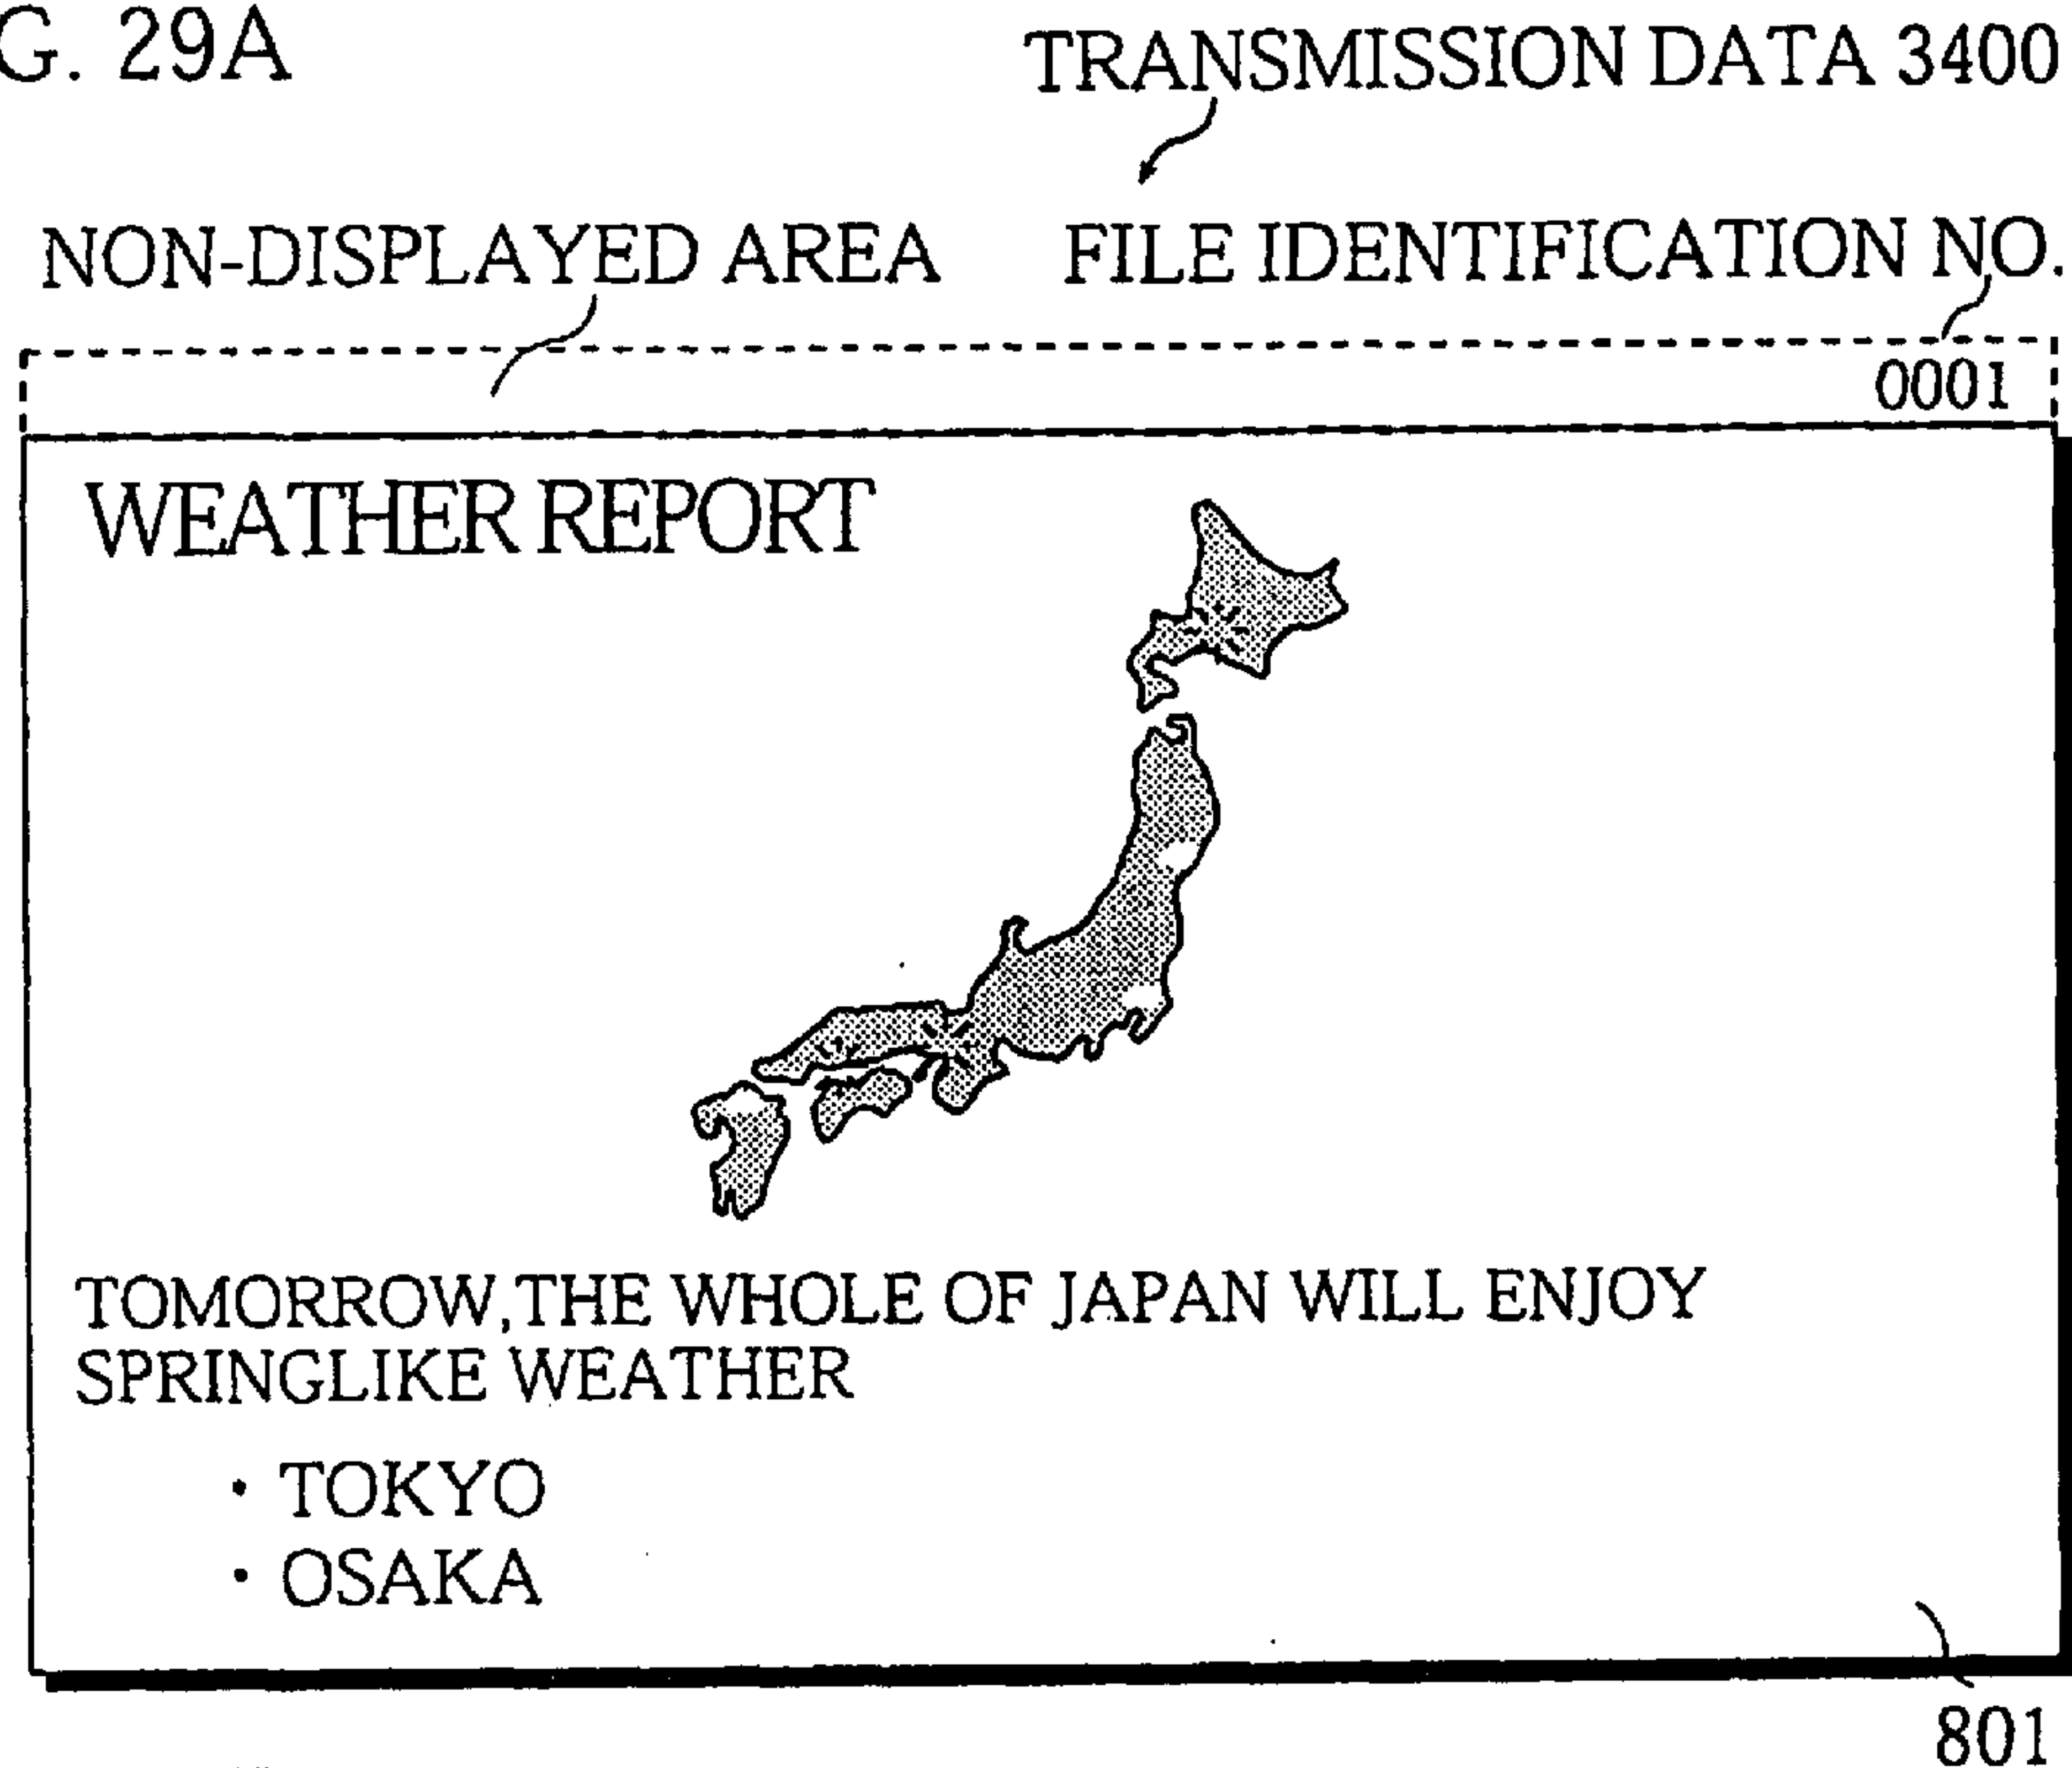 G. 29A
TRANSMISSION DATA 3400
NON-DISPLAYED AREA
FILE IDENTIFICATION NO.
0001
WEATHER REPORT
TOMORROW, THE WHOLE OF JAPAN WILL ENJOY
SPRINGLIKE WEATHER
· TOKYO
· OSAKA
801